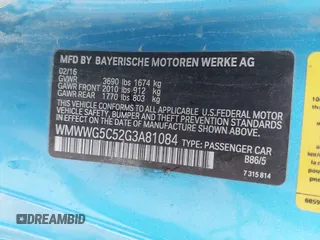 MFD BY BAYERISCHE MOTOREN WERKE AG
02/16
GVWR 3690 lbs 1674 kg
GAWR FRONT 2010 lbs 912 kg
GAWR REAR 1770 lbs 803 kg
THIS VEHICLE CONFORMS TO ALL APPLICABLE U.S. FEDERAL MOTOR
VEHICLE SAFETY, BUMPER, AND THEFT PREVENTION STANDARDS
IN EFFECT ON THE DATE OF MANUFACTURE SHOWN ABOVE.
WMWWG5C52G3A81084 TYPE: PASSENGER CAR
B86/5
7 315 814
DREAMBID